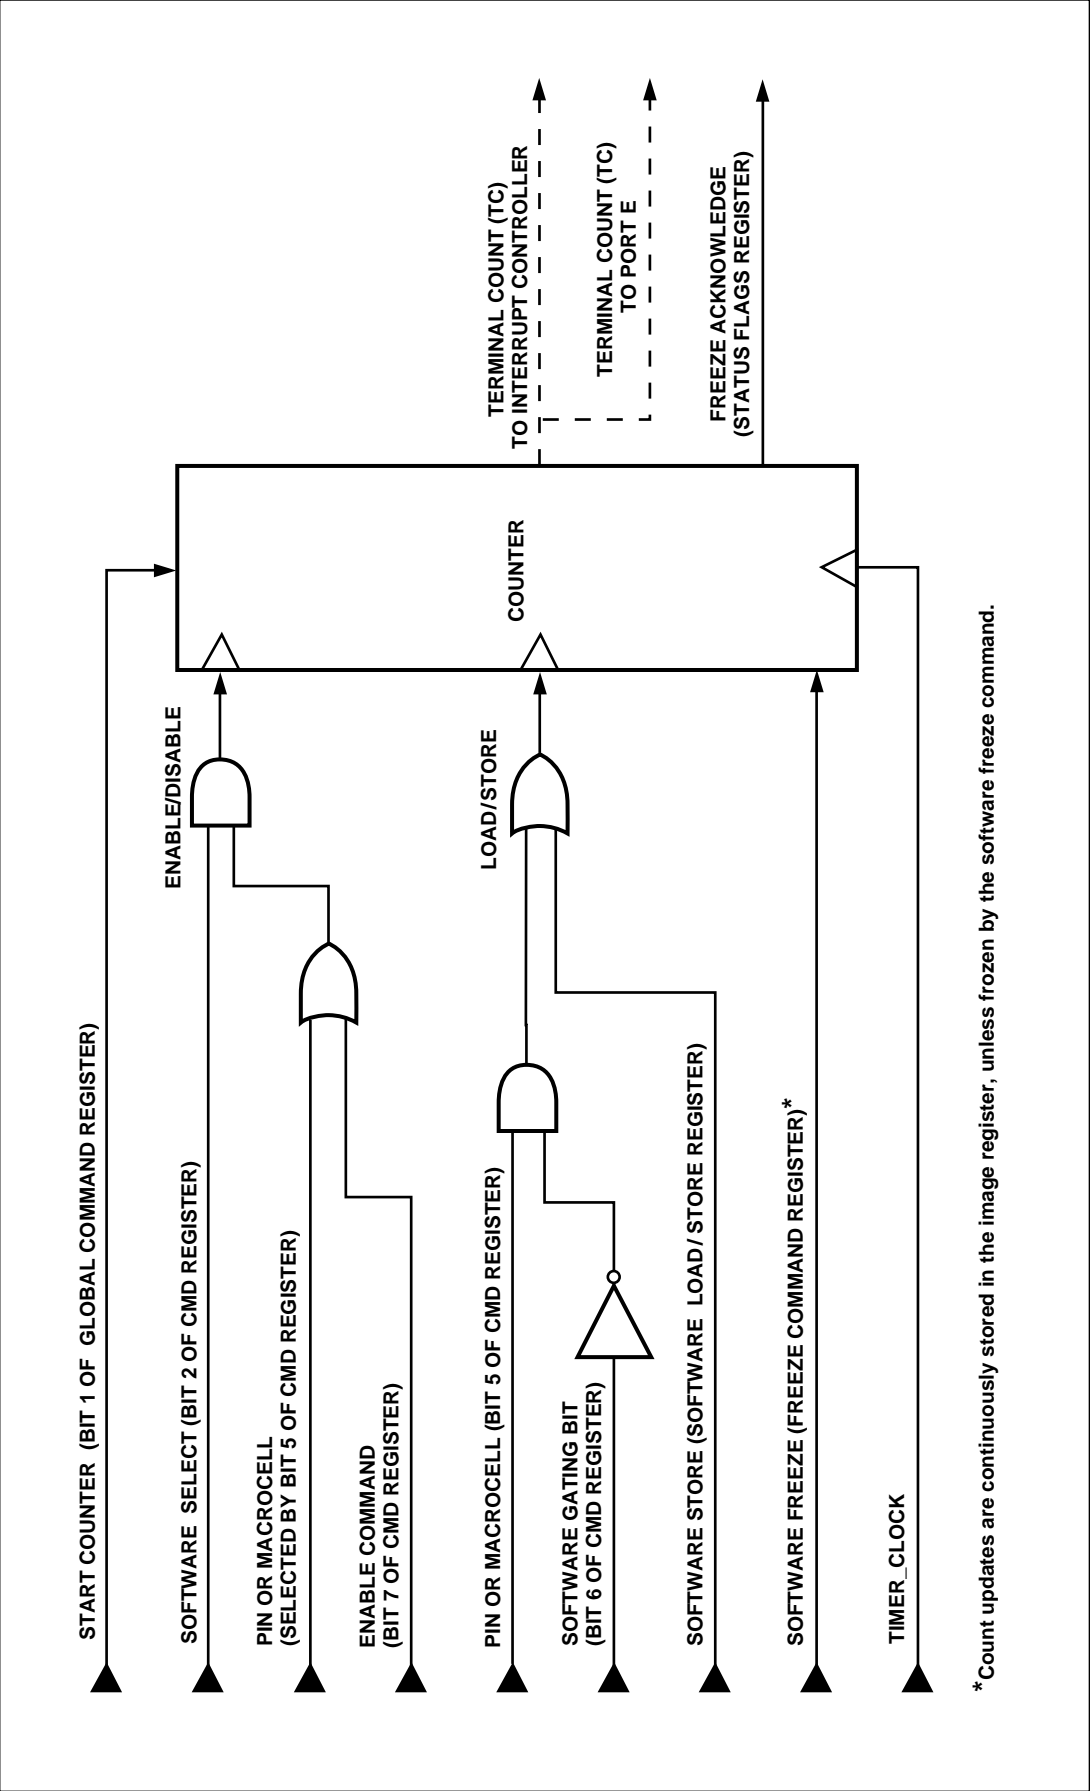 START COUNTER (BIT 1 OF GLOBAL COMMAND REGISTER)
ENABLE/DISABLE
SOFTWARE SELECT (BIT 2 OF CMD REGISTER)
PIN OR MACROCELL
(SELECTED BY BIT 5 OF CMD REGISTER)
ENABLE COMMAND
(BIT 7 OF CMD REGISTER)
LOAD/STORE
COUNTER
TERMINAL COUNT (TC)
TO INTERRUPT CONTROLLER
PIN OR MACROCELL (BIT 5 OF CMD REGISTER)
SOFTWARE GATING BIT
(BIT 6 OF CMD REGISTER)
TERMINAL COUNT (TC)
TO PORT E
SOFTWARE STORE (SOFTWARE LOAD/STORE REGISTER)
FREEZE ACKNOWLEDGE
(STATUS FLAGS REGISTER)
SOFTWARE FREEZE (FREEZE COMMAND REGISTER)*
TIMER_CLOCK
*Count updates are continuously stored in the image register, unless frozen by the software freeze command.